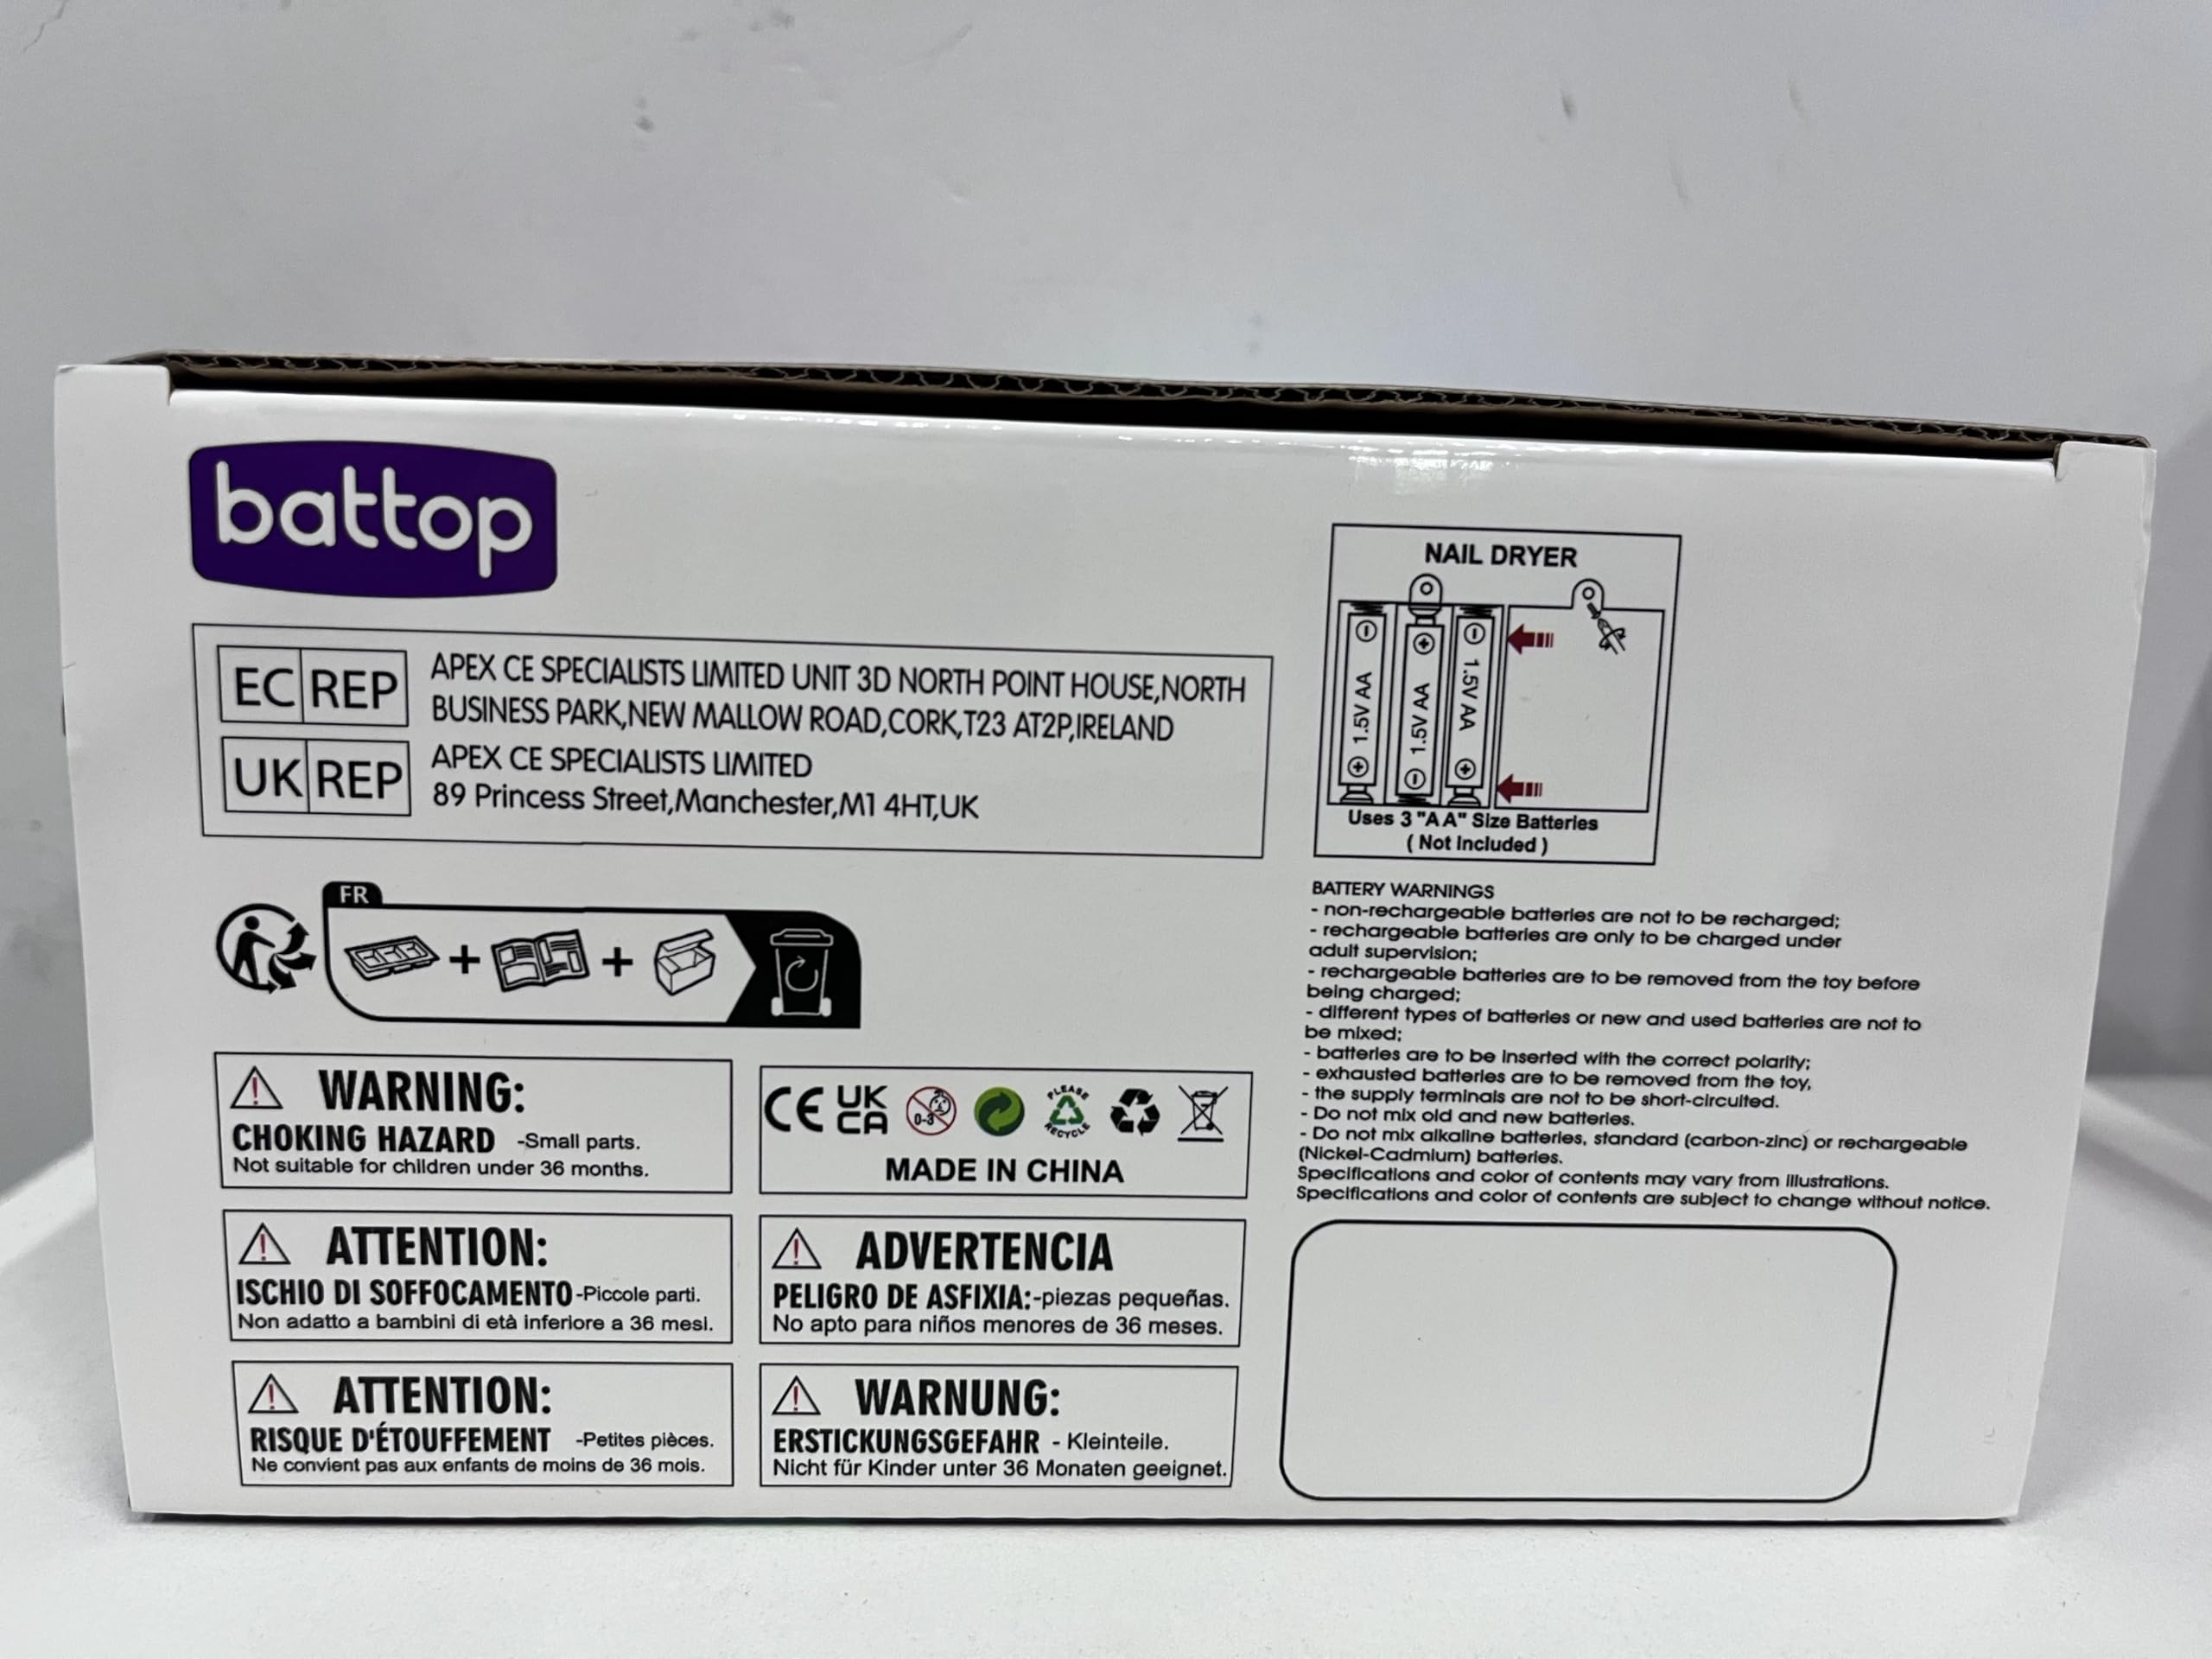 battop
EC REP
APEX CE SPECIALISTS LIMITED UNIT 3D NORTH POINT HOUSE,NORTH
BUSINESS PARK,NEW MALLOW ROAD,CORK,T23 AT2P,IRELAND
UK REP
APEX CE SPECIALISTS LIMITED
89 Princess Street,Manchester,M1 4HT,UK
FR
WARNING:
CHOKING HAZARD -Small parts.
Not suitable for children under 36 months.
CE UK CA 0-3 PLEASE RECYCLE
MADE IN CHINA
ATTENTION:
ISCHIO DI SOFFOCAMENTO -Piccole parti.
Non adatto a bambini di età inferiore a 36 mesi.
ADVERTENCIA
PELIGRO DE ASFIXIA:-piezas pequeñas.
No apto para niños menores de 36 meses.
ATTENTION:
RISQUE D'ÉTOUFFEMENT -Petites pièces.
Ne convient pas aux enfants de moins de 36 mois.
WARNUNG:
ERSTICKUNGSGEFAHR - Kleinteile.
Nicht für Kinder unter 36 Monaten geeignet.
NAIL DRYER
1.5V AA
1.5V AA
1.5V AA
Uses 3 "AA" Size Batteries
( Not Included )
BATTERY WARNINGS
- non-rechargeable batteries are not to be recharged;
- rechargeable batteries are only to be charged under
adult supervision;
- rechargeable batteries are to be removed from the toy before
being charged;
- different types of batteries or new and used batteries are not to
be mixed;
- batteries are to be inserted with the correct polarity;
- exhausted batteries are to be removed from the toy,
- the supply terminals are not to be short-circuited.
- Do not mix old and new batteries.
- Do not mix alkaline batteries, standard (carbon-zinc) or rechargeable
(Nickel-Cadmium) batteries.
Specifications and color of contents may vary from illustrations.
Specifications and color of contents are subject to change without notice.